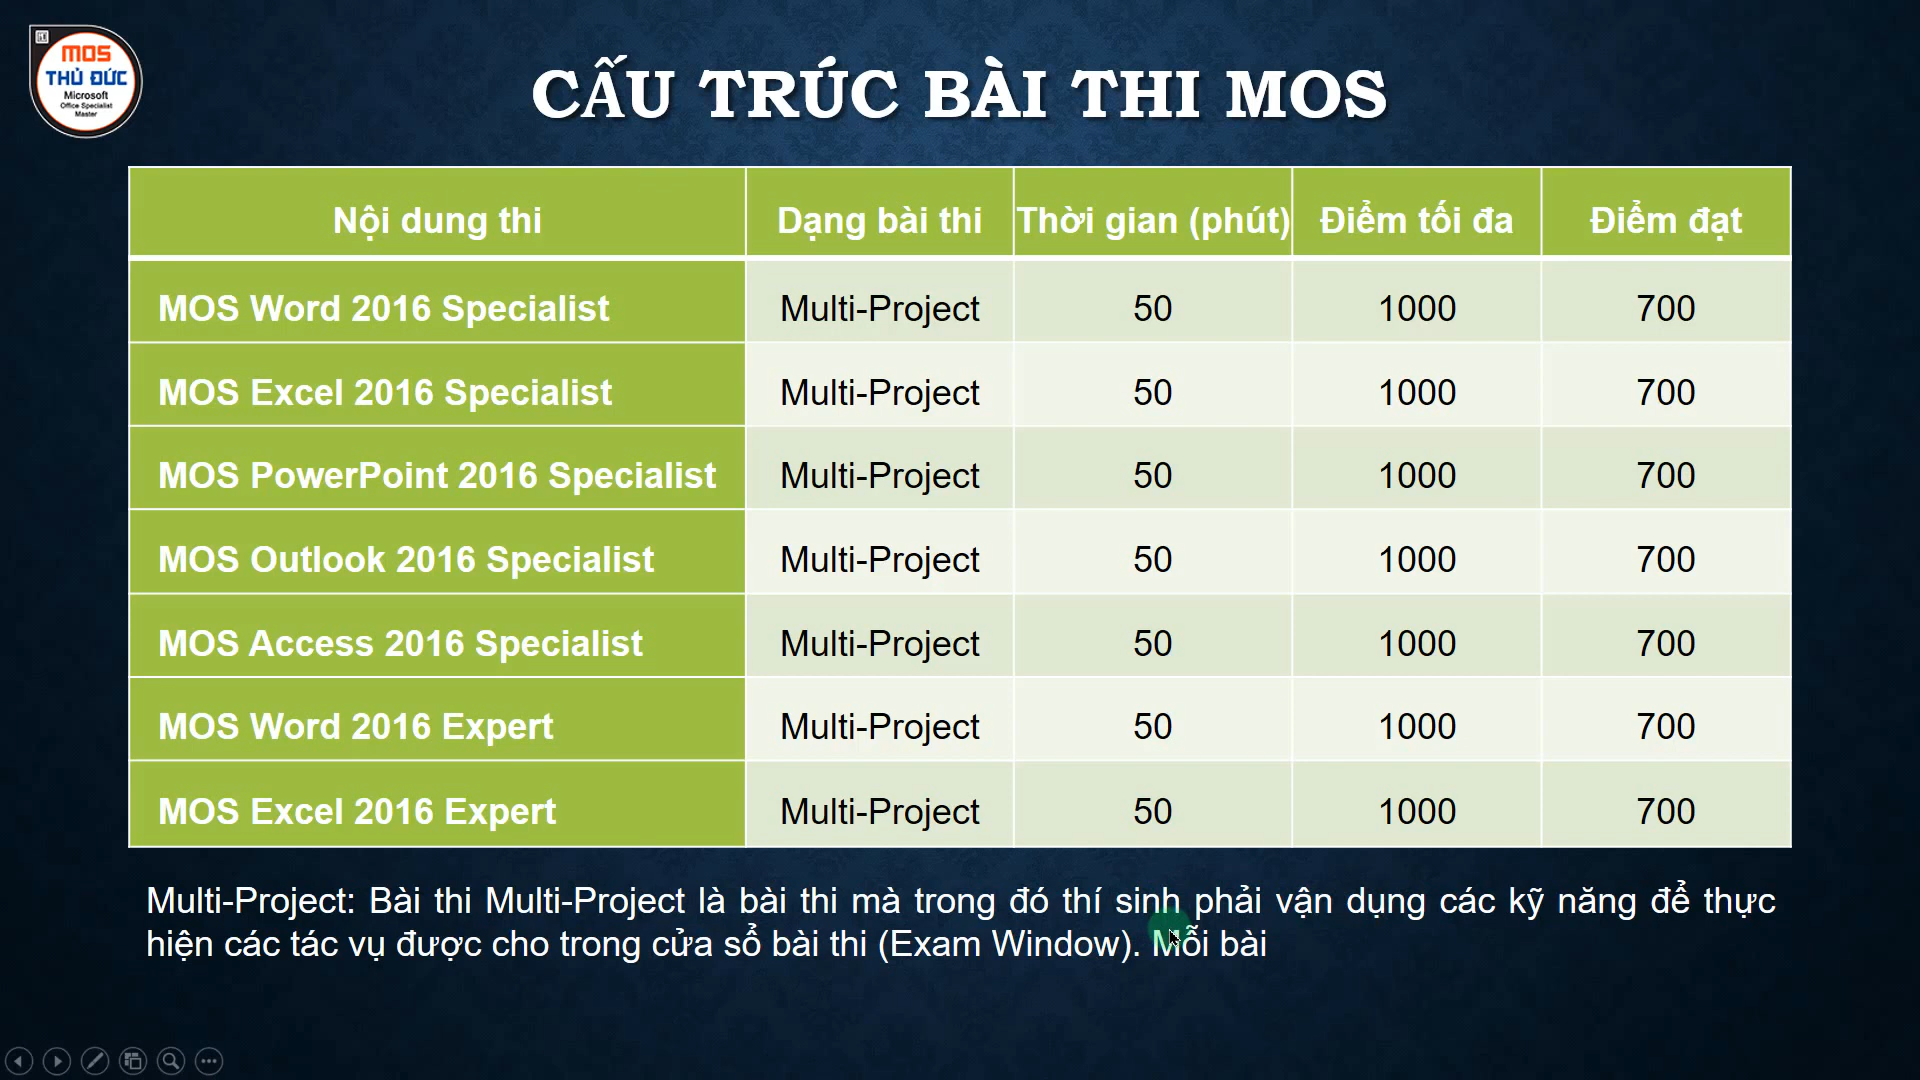 MOS
THỦ ĐỨC
Microsoft
Office Specialist
Master
CẤU TRÚC BÀI THI MOS
Nội dung thi Dạng bài thi Thời gian (phút) Điểm tối đa Điểm đạt
MOS Word 2016 Specialist Multi-Project 50 1000 700
MOS Excel 2016 Specialist Multi-Project 50 1000 700
MOS PowerPoint 2016 Specialist Multi-Project 50 1000 700
MOS Outlook 2016 Specialist Multi-Project 50 1000 700
MOS Access 2016 Specialist Multi-Project 50 1000 700
MOS Word 2016 Expert Multi-Project 50 1000 700
MOS Excel 2016 Expert Multi-Project 50 1000 700
Multi-Project: Bài thi Multi-Project là bài thi mà trong đó thí sinh phải vận dụng các kỹ năng để thực
hiện các tác vụ được cho trong cửa sổ bài thi (Exam Window). Mỗi bài